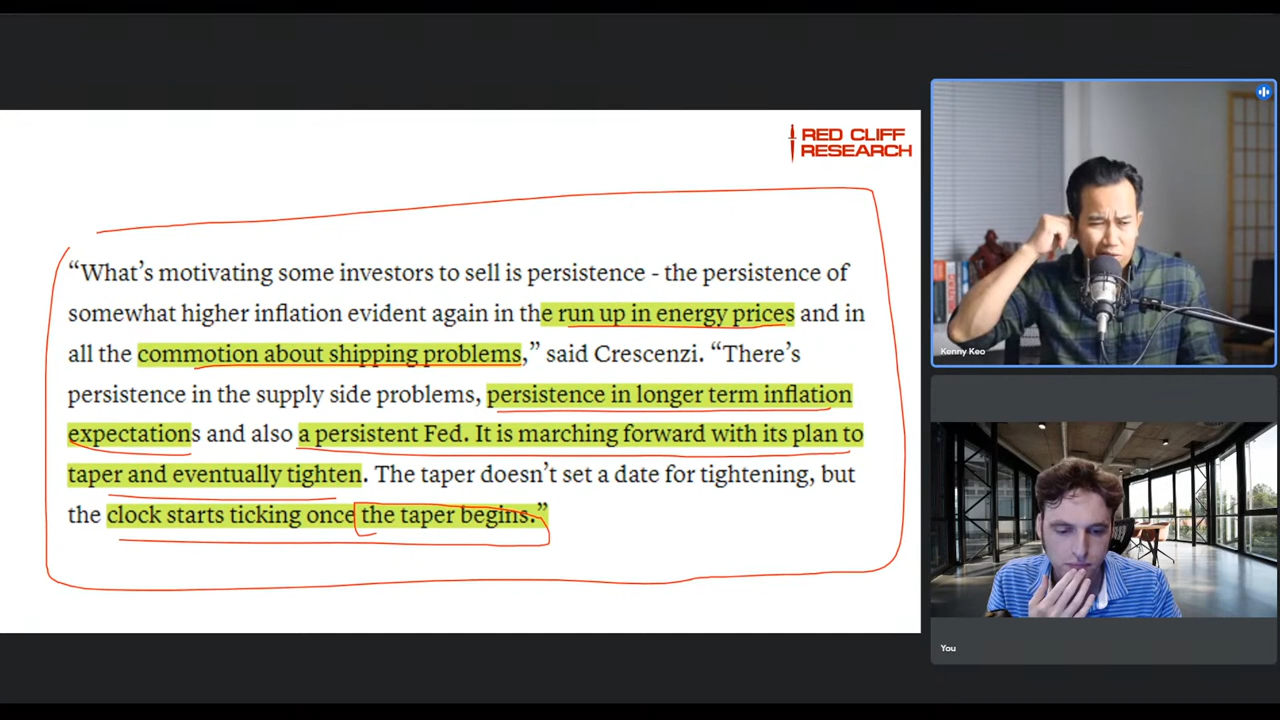 RED CLIFF
RESEARCH
“What’s motivating some investors to sell is persistence - the persistence of
somewhat higher inflation evident again in the run up in energy prices and in
all the commotion about shipping problems,” said Crescenzi. “There’s
persistence in the supply side problems, persistence in longer term inflation
expectations and also a persistent Fed. It is marching forward with its plan to
taper and eventually tighten. The taper doesn’t set a date for tightening, but
the clock starts ticking once the taper begins.”
Kenny Keo
You